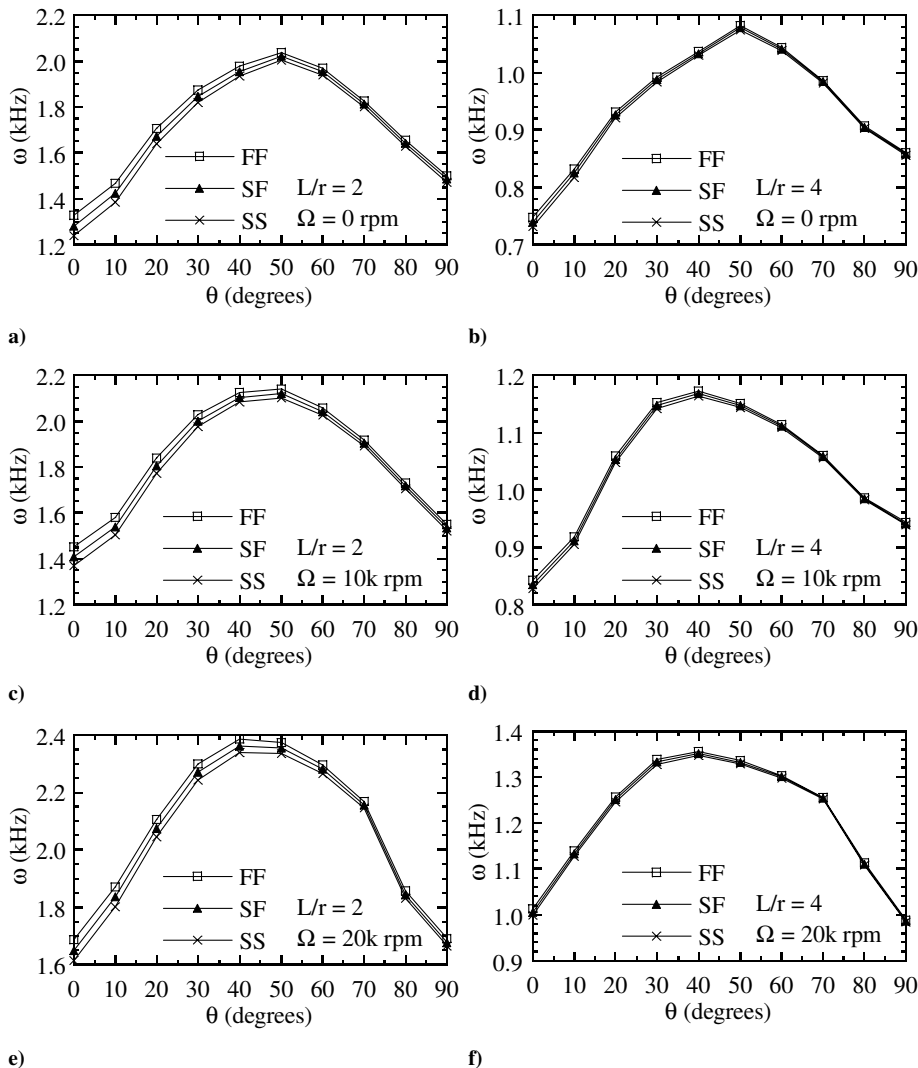 2.2
2.0
1.8
1.6
1.4
1.2
ω (kHz)
FF
SF
SS
L/r = 2
Ω = 0 rpm
0 10 20 30 40 50 60 70 80 90
θ (degrees)
a)
1.1
1.0
0.9
0.8
0.7
ω (kHz)
FF
SF
SS
L/r = 4
Ω = 0 rpm
0 10 20 30 40 50 60 70 80 90
θ (degrees)
b)
2.2
2.0
1.8
1.6
1.4
1.2
ω (kHz)
FF
SF
SS
L/r = 2
Ω = 10k rpm
0 10 20 30 40 50 60 70 80 90
θ (degrees)
c)
1.2
1.1
1.0
0.9
0.8
ω (kHz)
FF
SF
SS
L/r = 4
Ω = 10k rpm
0 10 20 30 40 50 60 70 80 90
θ (degrees)
d)
2.4
2.2
2.0
1.8
1.6
ω (kHz)
FF
SF
SS
L/r = 2
Ω = 20k rpm
0 10 20 30 40 50 60 70 80 90
θ (degrees)
e)
1.4
1.3
1.2
1.1
1.0
0.9
ω (kHz)
FF
SF
SS
L/r = 4
Ω = 20k rpm
0 10 20 30 40 50 60 70 80 90
θ (degrees)
f)